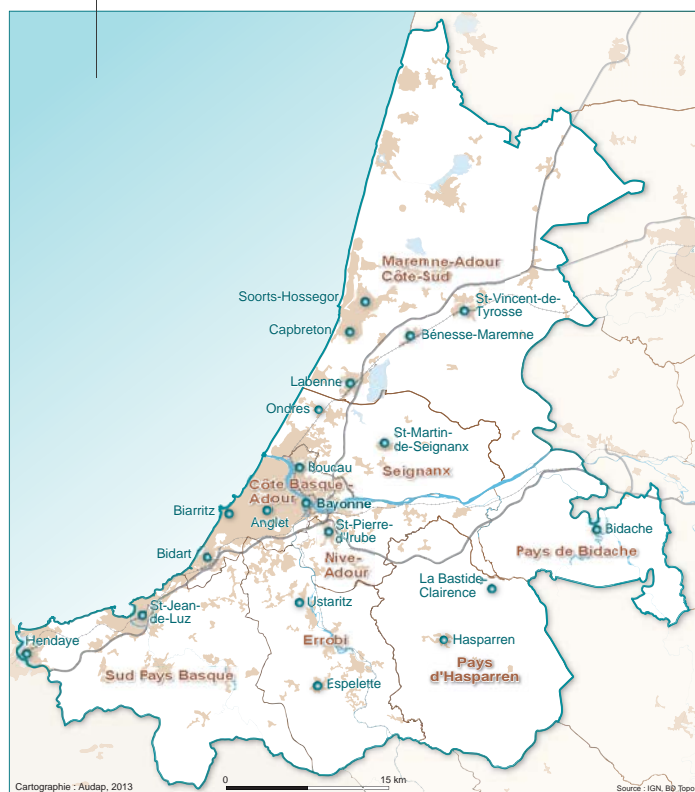 Maremne-Adour
Côte-Sud
Soorts-Hossegor
St-Vincent-de-
Tyrosse
Capbreton
Bénesse-Maremne
Labenne
Ondres
St-Martin-
de-Seignanx
Seignanx
Boucau
Côte Basque -
Adour
Bayonne
Biarritz
Anglet
St-Pierre-
d'Irube
Bidache
Pays de Bidache
Bidart
Nive-
Adour
La Bastide-
Clairence
Ustaritz
St-Jean-
de-Luz
Errobi
Hasparren
Hendaye
Pays
d'Hasparren
Sud Pays Basque
Espelette
0
15 km
Cartographie : Audap, 2013
Source : IGN, BD Topo